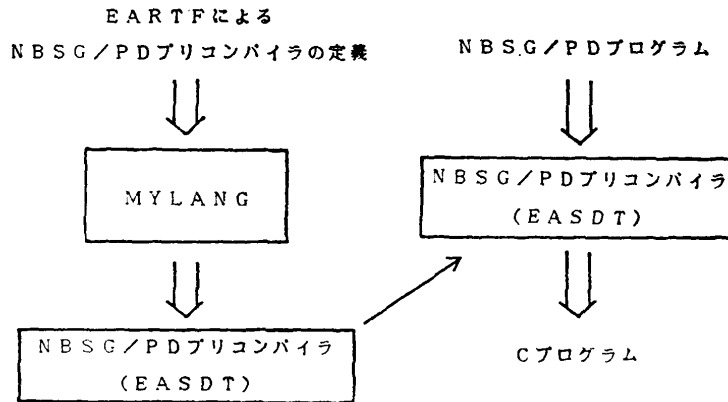 EARTFによる
NBSG/PDプリコンパイラの定義
MYLANG
NBSG/PDプリコンパイラ
(EASDT)
NBSG/PDプログラム
NBSG/PDプリコンパイラ
(EASDT)
Cプログラム